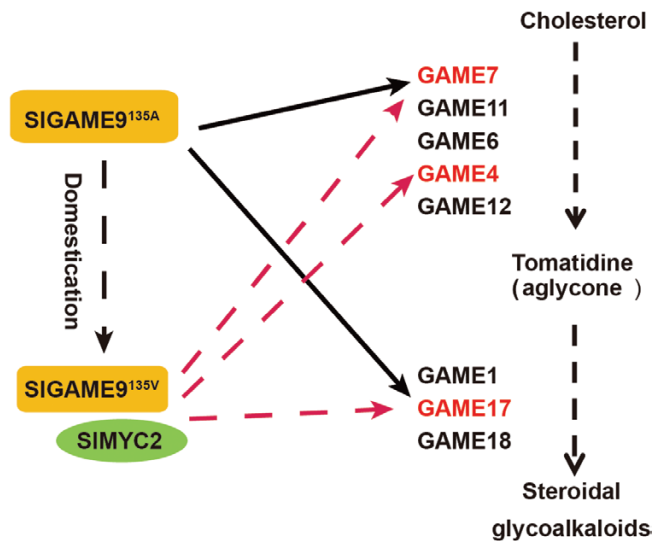 Cholesterol
SlGAME9135A
GAME7
GAME11
GAME6
GAME4
GAME12
Domestication
Tomatidine
(aglycone )
SlGAME9135V
SlMYC2
GAME1
GAME17
GAME18
Steroidal
glycoalkaloids